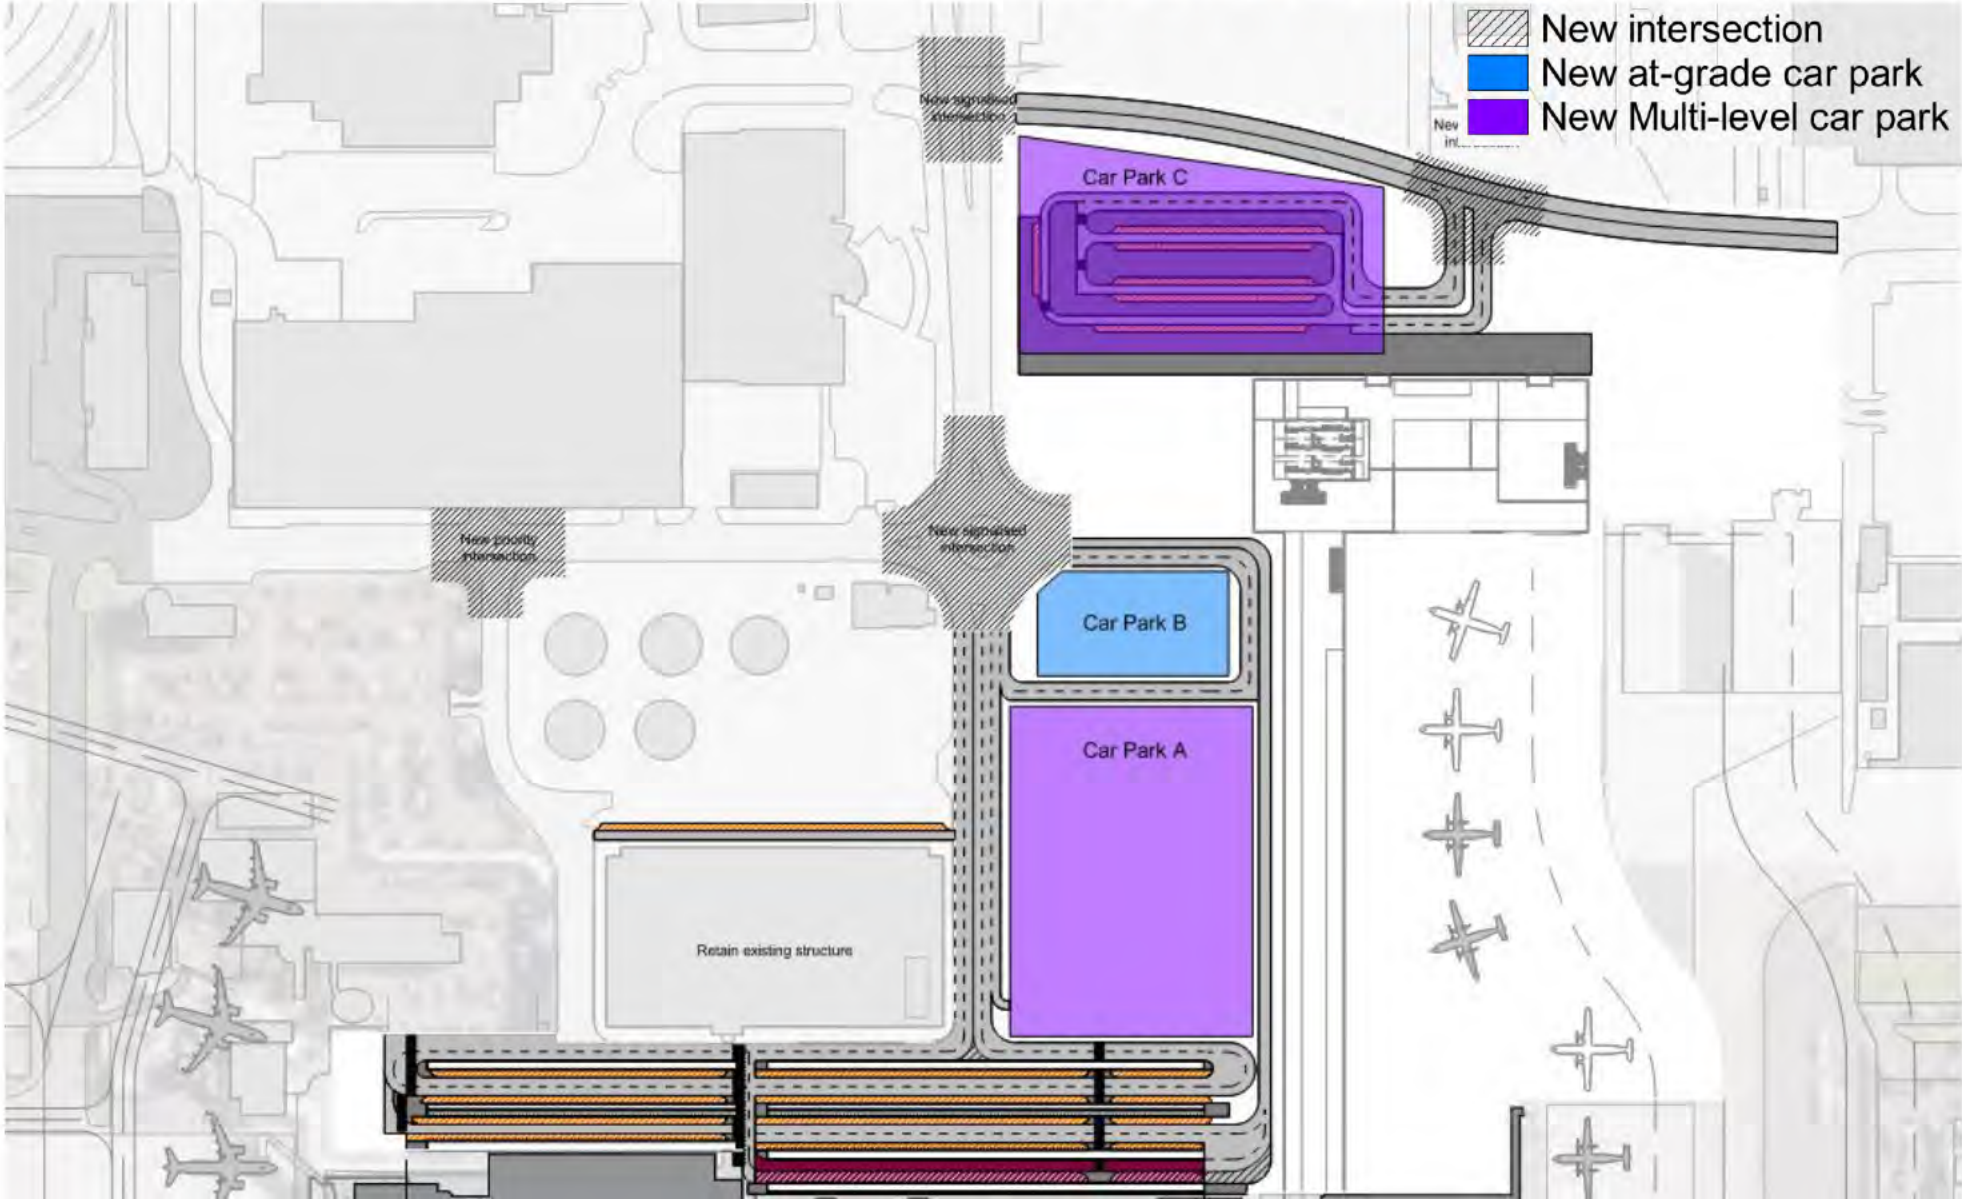 New intersection
New at-grade car park
New Multi-level car park
New
New signalised
intersection
Car Park C
New priority
intersection
New signalised
intersection
Car Park B
Car Park A
Retain existing structure